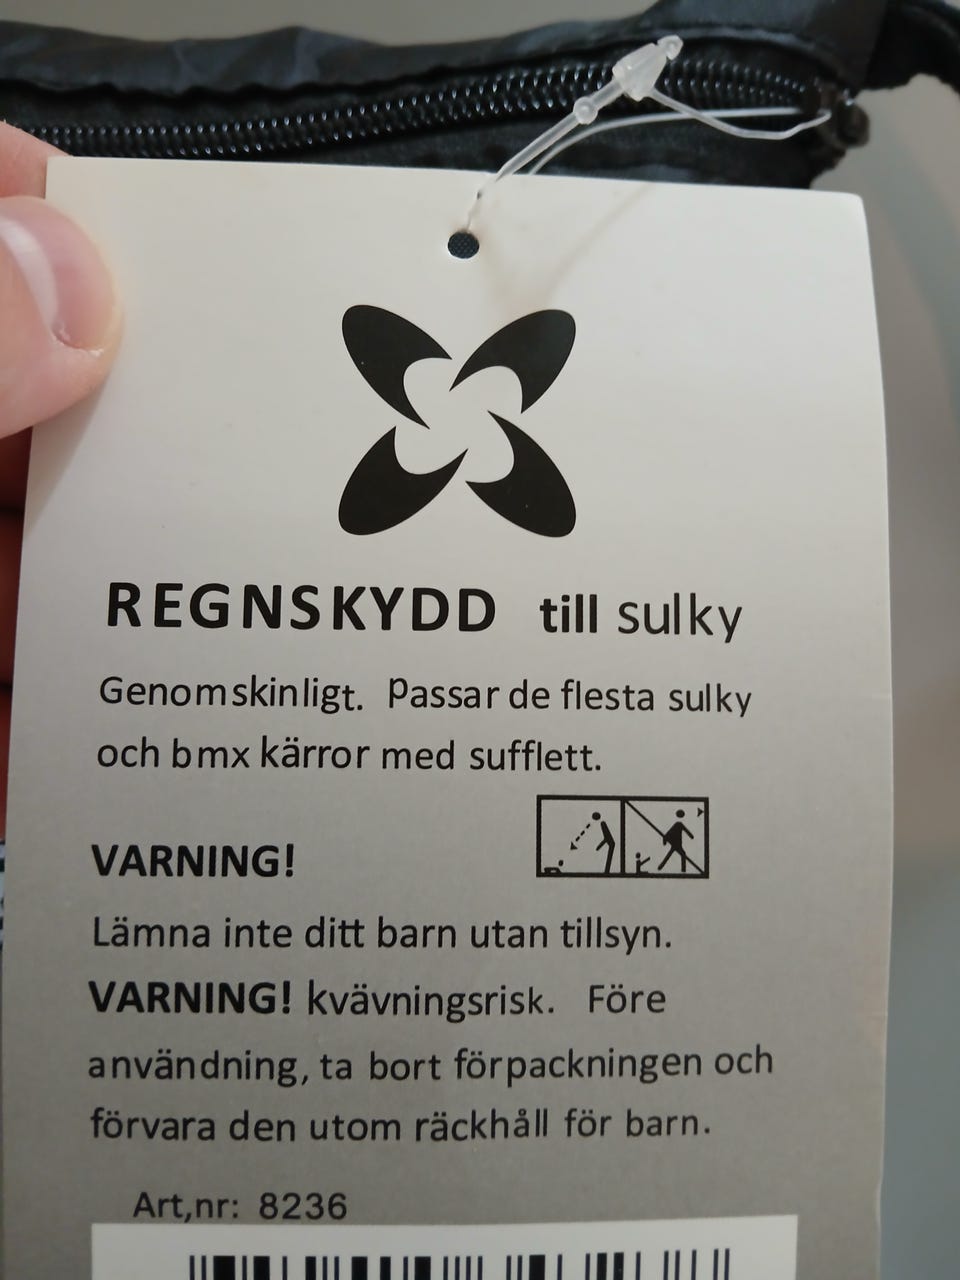 REGNSKYDD till sulky
Genomskinligt. Passar de flesta sulky
och bmx kärror med sufflett.
VARNING!
Lämna inte ditt barn utan tillsyn.
VARNING! kvävningsrisk. Före
användning, ta bort förpackningen och
förvara den utom räckhåll för barn.
Art,nr: 8236